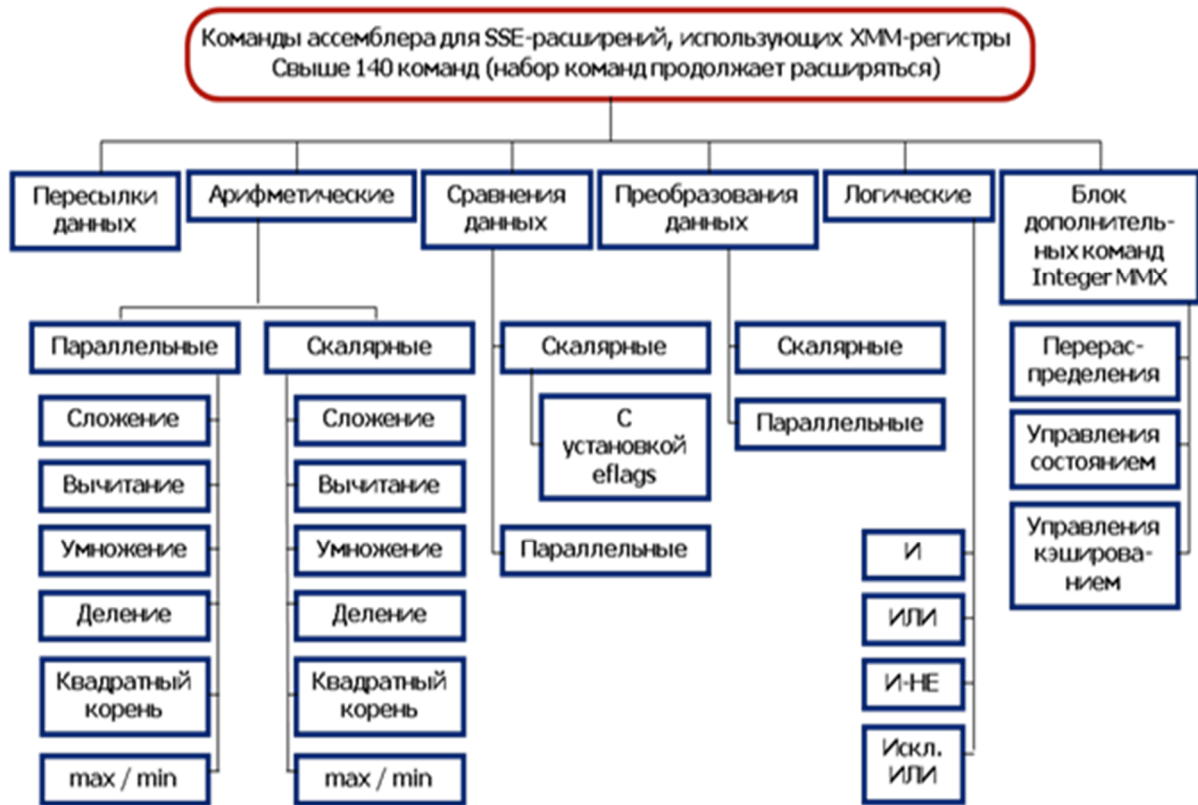 Команды ассемблера для SSE-расширений, использующих XMM-регистры
Свыше 140 команд (набор команд продолжает расширяться)
Пересылки
данных
Арифметические
Параллельные
Сложение
Вычитание
Умножение
Деление
Квадратный
корень
max / min
Скалярные
Сложение
Вычитание
Умножение
Деление
Квадратный
корень
max / min
Сравнения
данных
Скалярные
С
установкой
eflags
Параллельные
Преобразования
данных
Скалярные
Параллельные
Логические
И
ИЛИ
И-НЕ
Искл.
ИЛИ
Блок
дополнитель-
ных команд
Integer MMX
Перерас-
пределения
Управления
состоянием
Управления
кэширова-
нием